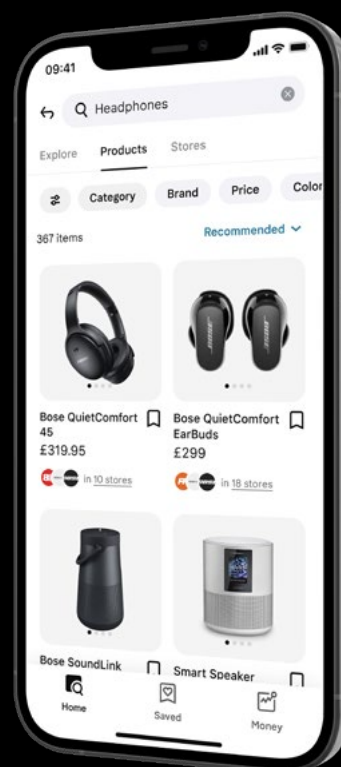 09:41
Headphones
Explore Products Stores
Category Brand Price Color
367 items Recommended
Bose QuietComfort 45
£319.95
in 10 stores
Bose QuietComfort EarBuds
£299
in 18 stores
Bose SoundLink
Smart Speaker
Home Saved Money